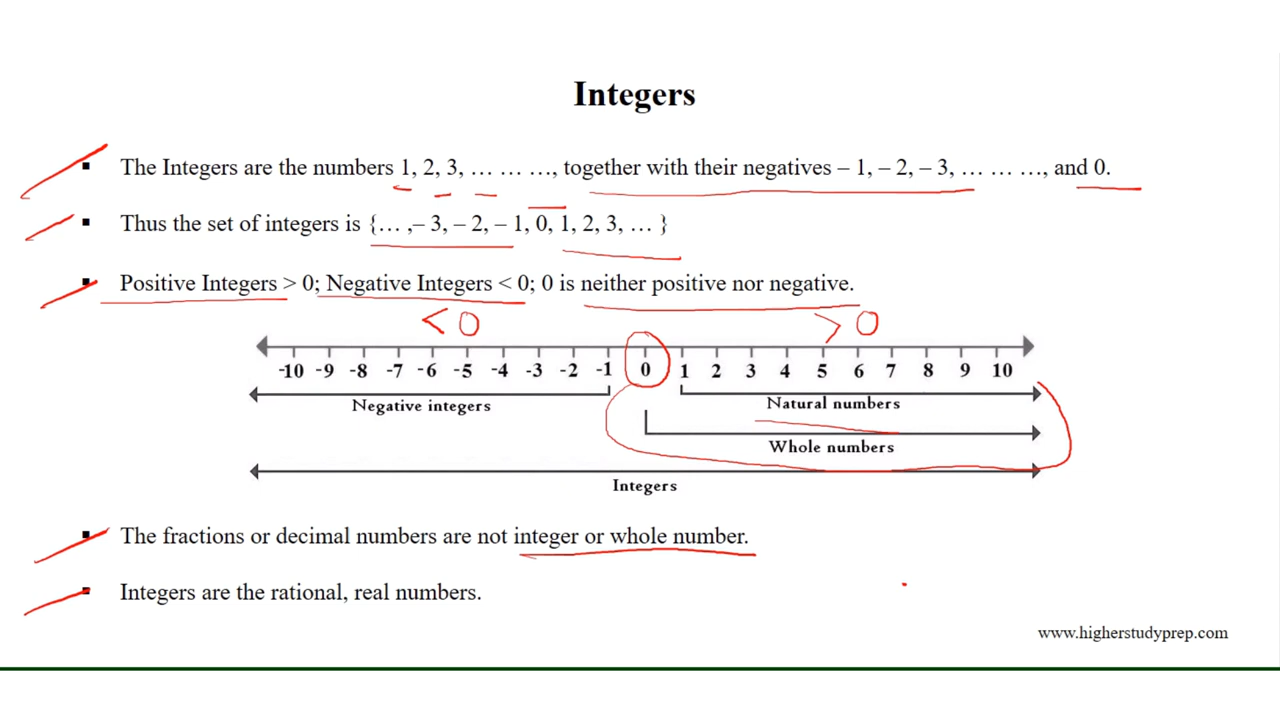 Integers
▪ The Integers are the numbers 1, 2, 3, … … …, together with their negatives – 1, – 2, – 3, … … …, and 0.
▪ Thus the set of integers is {… ,– 3, – 2, – 1, 0, 1, 2, 3, … }
▪ Positive Integers > 0; Negative Integers < 0; 0 is neither positive nor negative.
< 0 > 0
-10 -9 -8 -7 -6 -5 -4 -3 -2 -1 0 1 2 3 4 5 6 7 8 9 10
Negative integers Natural numbers
Whole numbers
Integers
▪ The fractions or decimal numbers are not integer or whole number.
▪ Integers are the rational, real numbers.
www.higherstudyprep.com